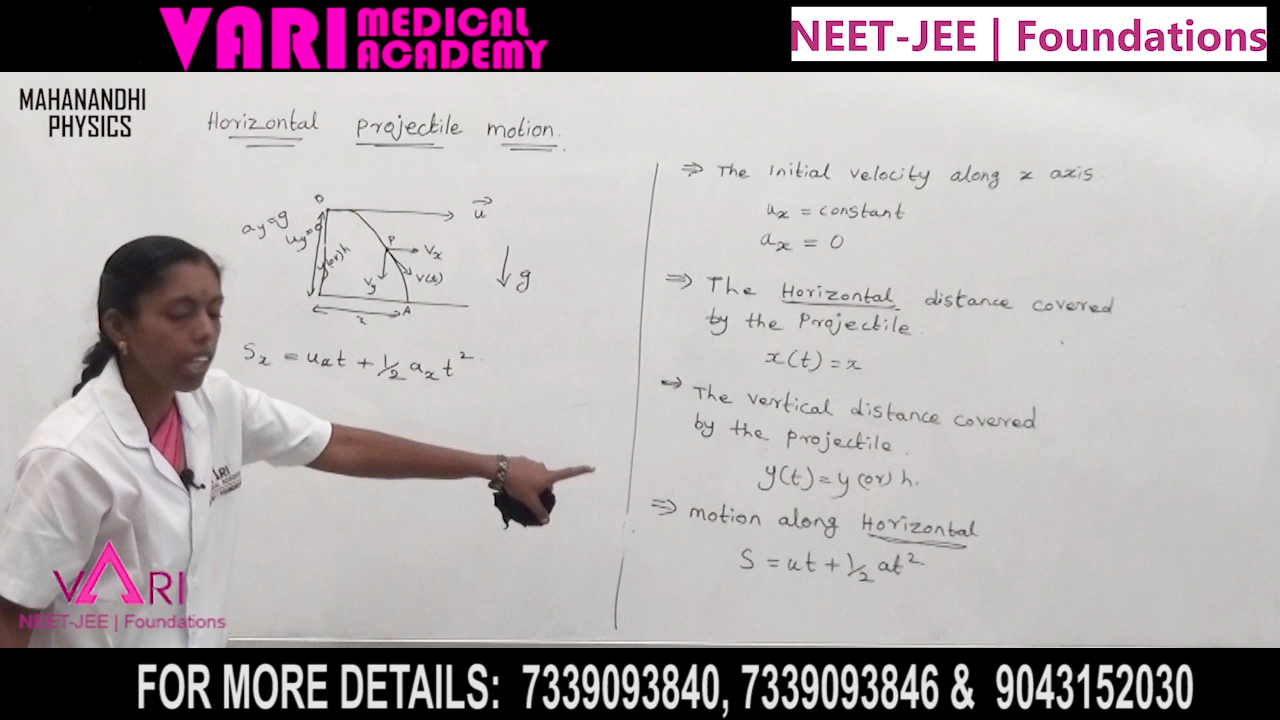 VARI MEDICAL
ACADEMY
NEET-JEE | Foundations
MAHANANDHI
PHYSICS
Horizontal Projectile motion.
O
u
ay=g
uy=0
y(or)h
P
Vx
Vy
V(t)
g
x
A
Sx = uxt + 1/2 axt²
⇒ The Initial velocity along x axis.
ux = constant
ax = 0
⇒ The Horizontal distance covered
by the Projectile.
x(t) = x
⇒ The vertical distance coverred
by the projectile.
y(t) = y (or) h.
⇒ motion along Horizontal
S = ut + 1/2 at²
VARI
NEET-JEE | Foundations
FOR MORE DETAILS: 7339093840, 7339093846 & 9043152030